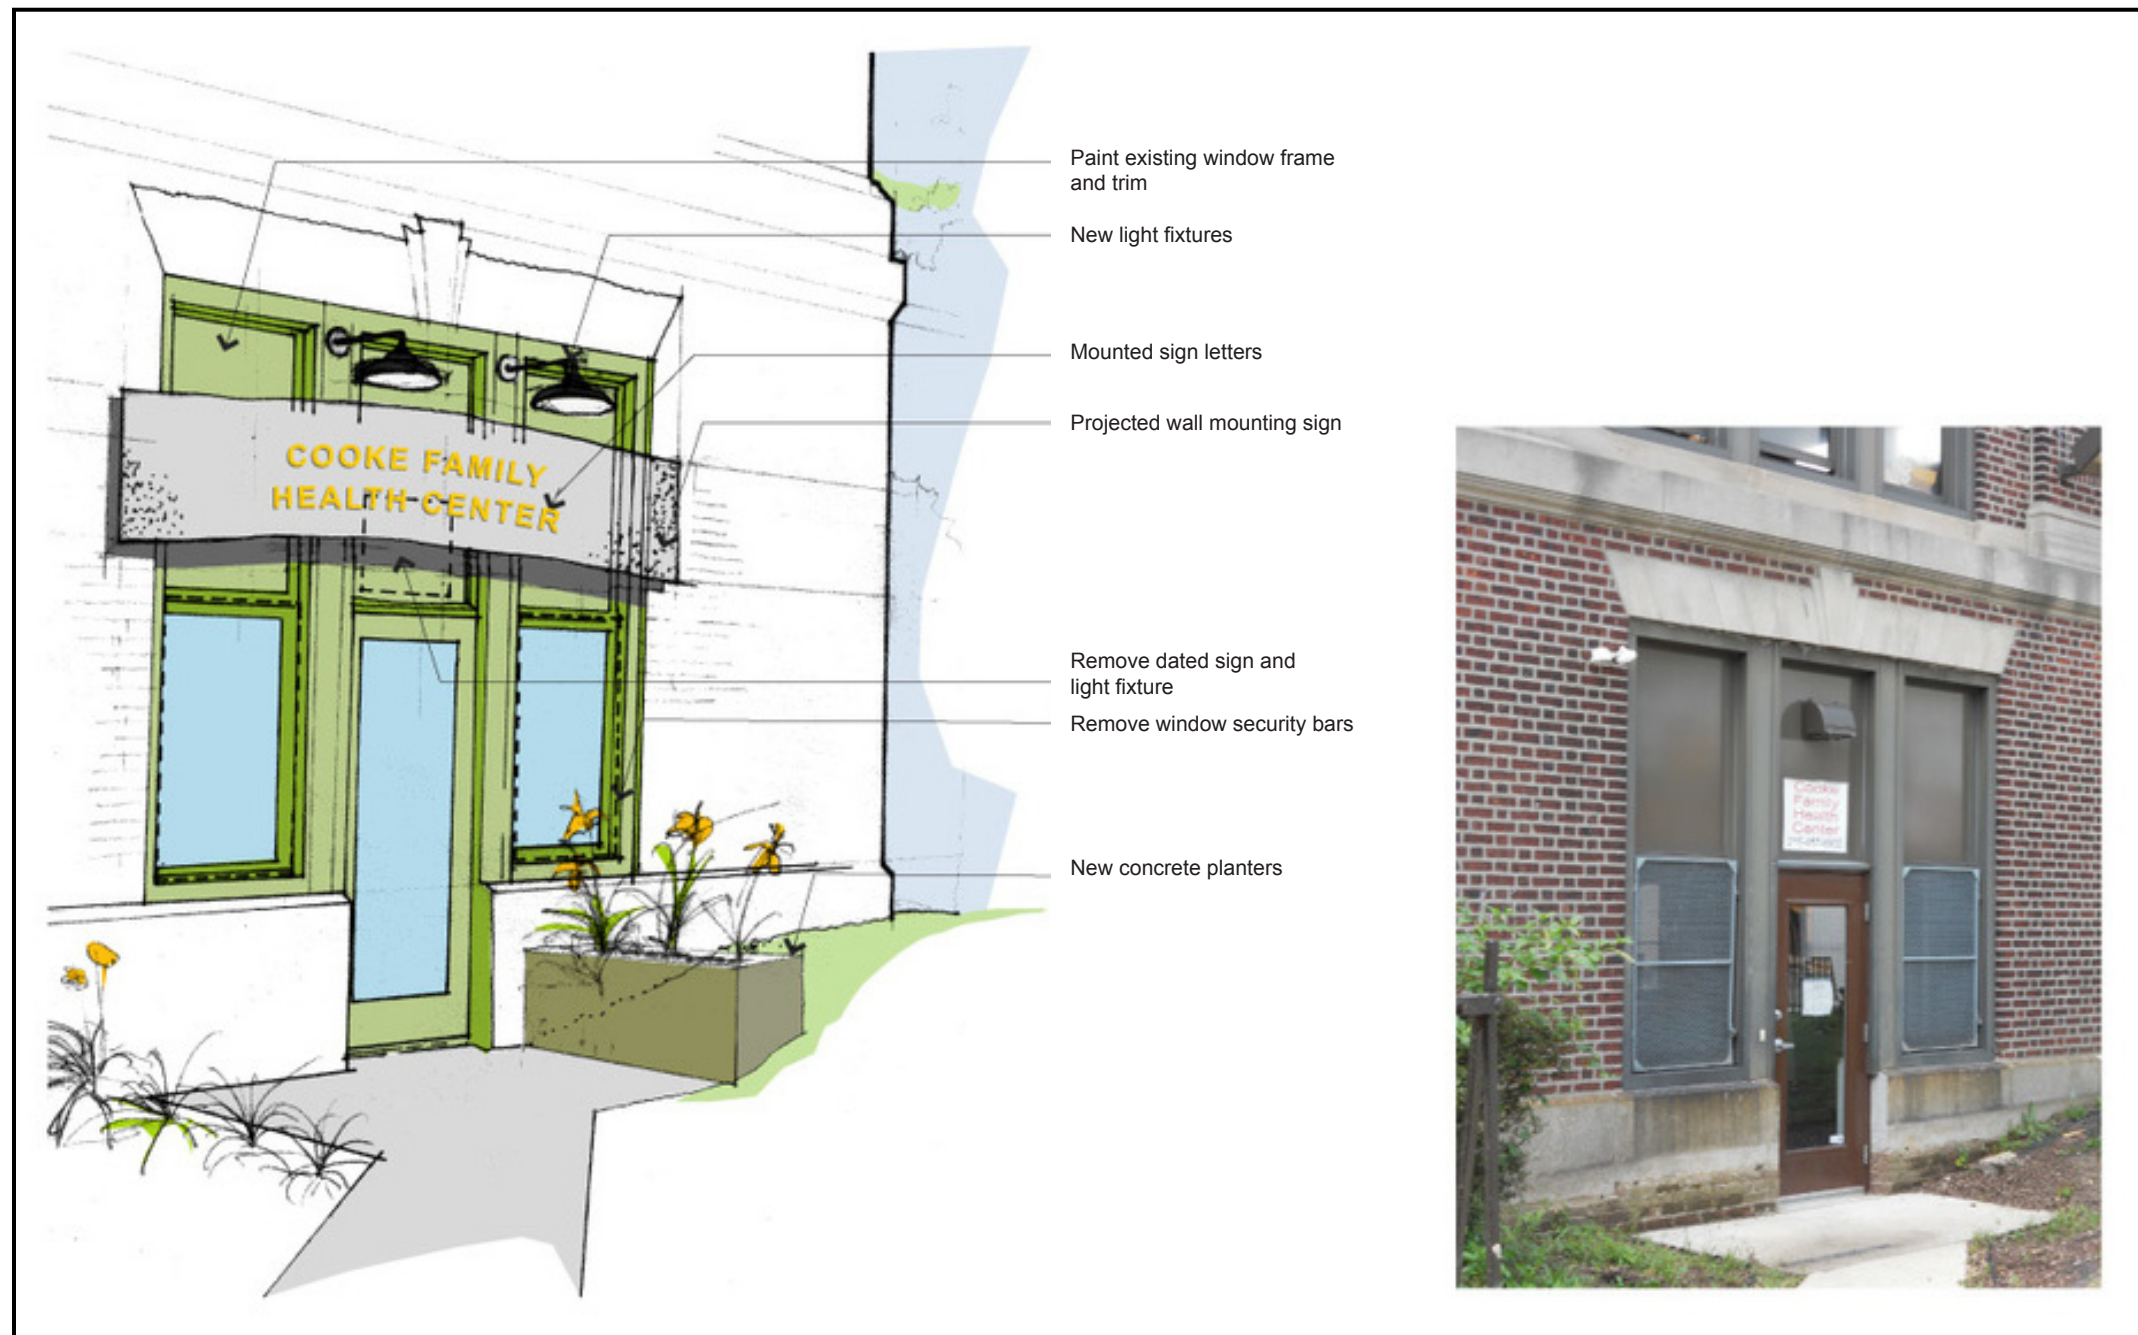 Paint existing window frame
and trim
New light fixtures
Mounted sign letters
Projected wall mounting sign
COOKE FAMILY
HEALTH CENTER
Remove dated sign and
light fixture
Remove window security bars
New concrete planters
Cooke
Family
Health
Center